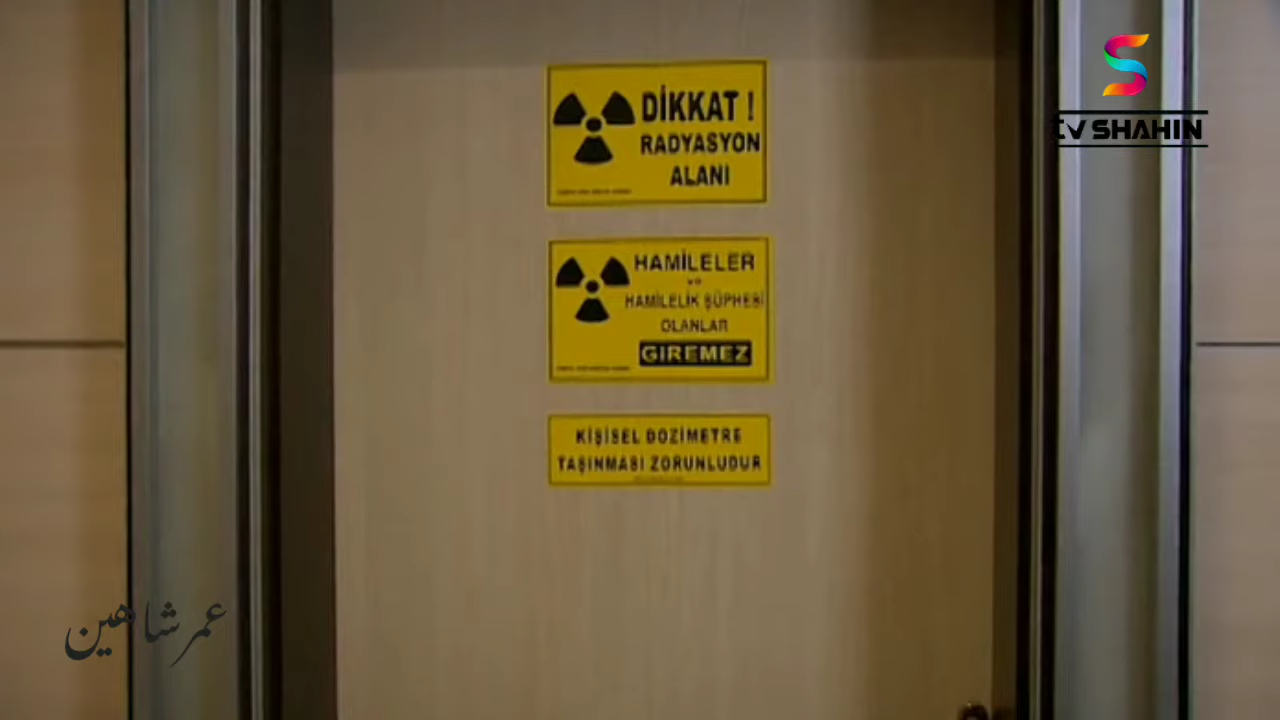 DİKKAT !
RADYASYON
ALANI
HAMİLELER
ve
HAMİLELİK ŞÜPHESİ
OLANLAR
GİREMEZ
KİŞİSEL DOZİMETRE
TAŞINMASI ZORUNLUDUR
tv SHAHIN
عمر شاهين